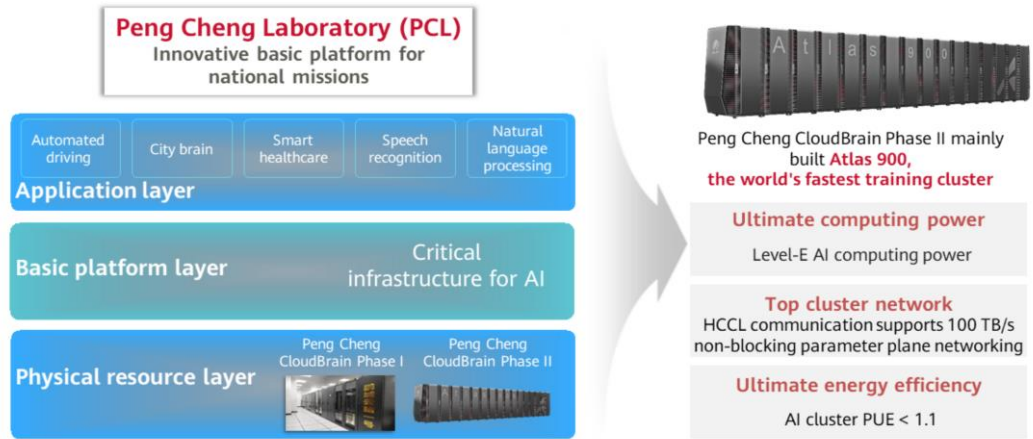 Peng Cheng Laboratory (PCL)
Innovative basic platform for
national missions
Automated
driving
City brain
Smart
healthcare
Speech
recognition
Natural
language
processing
Application layer
Basic platform layer
Critical
infrastructure for AI
Physical resource layer
Peng Cheng
CloudBrain Phase I
Peng Cheng
CloudBrain Phase II
Atlas 900
Peng Cheng CloudBrain Phase II mainly
built Atlas 900,
the world's fastest training cluster
Ultimate computing power
Level-E AI computing power
Top cluster network
HCCL communication supports 100 TB/s
non-blocking parameter plane networking
Ultimate energy efficiency
AI cluster PUE < 1.1